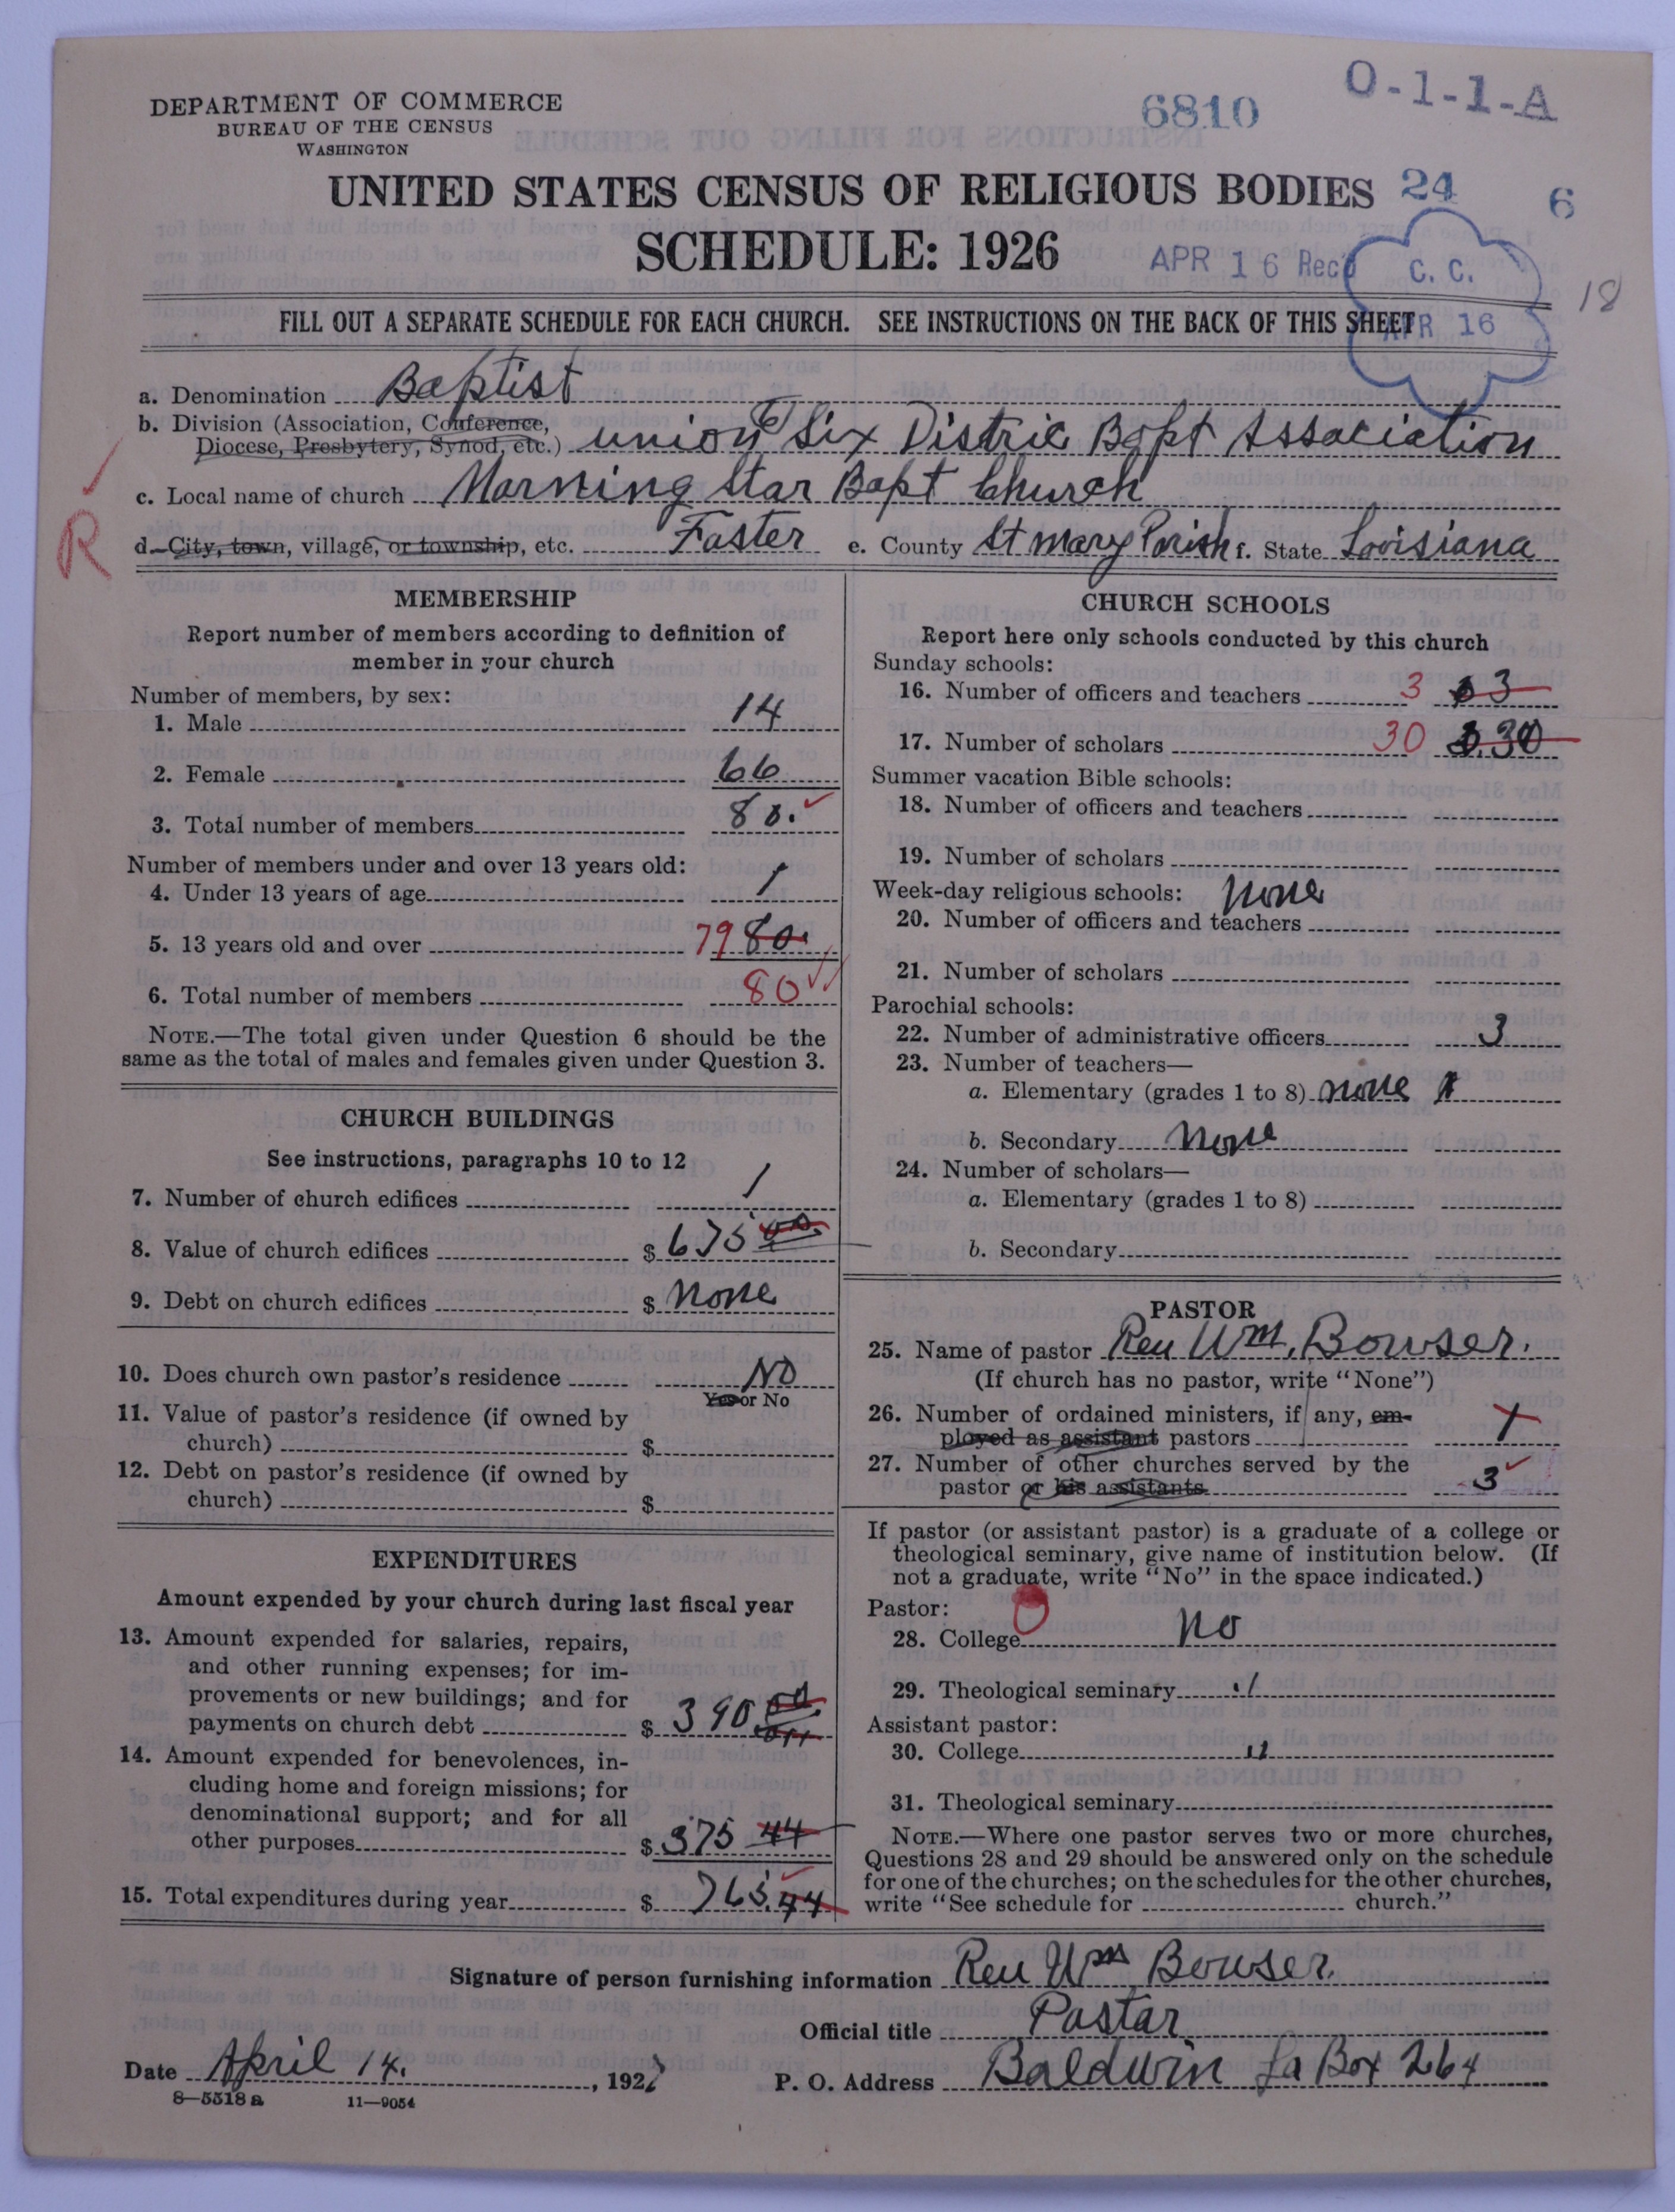 DEPARTMENT OF COMMERCE
BUREAU OF THE CENSUS
WASHINGTON
6810
O-1-1-A
UNITED STATES CENSUS OF RELIGIOUS BODIES
24
6
SCHEDULE: 1926
APR 16 Rec'd
C. C.
APR 16
18
FILL OUT A SEPARATE SCHEDULE FOR EACH CHURCH. SEE INSTRUCTIONS ON THE BACK OF THIS SHEET
a. Denomination Baptist
b. Division (Association, Conference,
Diocese, Presbytery, Synod, etc.) union Six Distric Bapt Association
c. Local name of church Morning Star Bapt Church
R
d. City, town, village, or township, etc. Foster e. County St mary Parish f. State Lovisiana
MEMBERSHIP
Report number of members according to definition of
member in your church
Number of members, by sex:
1. Male 14
2. Female 66
3. Total number of members 80.
Number of members under and over 13 years old:
4. Under 13 years of age 1
5. 13 years old and over 79 80.
6. Total number of members 80
NOTE.—The total given under Question 6 should be the
same as the total of males and females given under Question 3.
CHURCH BUILDINGS
See instructions, paragraphs 10 to 12
7. Number of church edifices 1
8. Value of church edifices $ 675 00
9. Debt on church edifices $ None
10. Does church own pastor's residence NO
Yes or No
11. Value of pastor's residence (if owned by
church) $
12. Debt on pastor's residence (if owned by
church) $
EXPENDITURES
Amount expended by your church during last fiscal year
13. Amount expended for salaries, repairs,
and other running expenses; for im-
provements or new buildings; and for
payments on church debt $ 390
14. Amount expended for benevolences, in-
cluding home and foreign missions; for
denominational support; and for all
other purposes $ 375 44
15. Total expenditures during year $ 765.44
CHURCH SCHOOLS
Report here only schools conducted by this church
Sunday schools:
16. Number of officers and teachers 3 3
17. Number of scholars 30 30
Summer vacation Bible schools:
18. Number of officers and teachers
19. Number of scholars
Week-day religious schools: None
20. Number of officers and teachers
21. Number of scholars
Parochial schools:
22. Number of administrative officers 3
23. Number of teachers—
a. Elementary (grades 1 to 8) none
b. Secondary None
24. Number of scholars—
a. Elementary (grades 1 to 8)
b. Secondary
PASTOR
25. Name of pastor Rev Wm. Bowser.
(If church has no pastor, write "None")
26. Number of ordained ministers, if any, em-
ployed as assistant pastors
27. Number of other churches served by the
pastor or his assistants 3
If pastor (or assistant pastor) is a graduate of a college or
theological seminary, give name of institution below. (If
not a graduate, write "No" in the space indicated.)
Pastor:
28. College No
29. Theological seminary "
Assistant pastor:
30. College "
31. Theological seminary
NOTE.—Where one pastor serves two or more churches,
Questions 28 and 29 should be answered only on the schedule
for one of the churches; on the schedules for the other churches,
write "See schedule for church."
Signature of person furnishing information Rev Wm Bowser.
Official title Pastar
Date April 14. , 192
P. O. Address Baldwin La Box 264
8—5518 a 11—9054